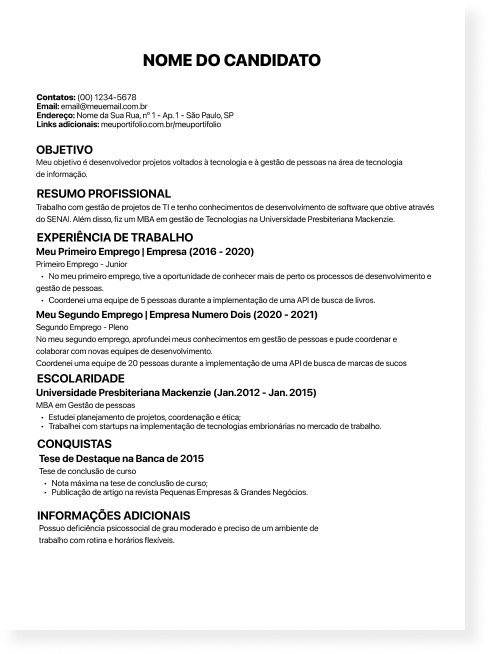 NOME DO CANDIDATO
Contatos: (00) 1234-5678
Email: email@meuemail.com.br
Endereço: Nome da Sua Rua, nº 1 - Ap. 1 - São Paulo, SP
Links adicionais: meuportifolio.com.br/meuportifolio
OBJETIVO
Meu objetivo é desenvolvedor projetos voltados à tecnologia e à gestão de pessoas na área de tecnologia
de informação.
RESUMO PROFISSIONAL
Trabalho com gestão de projetos de TI e tenho conhecimentos de desenvolvimento de software que obtive através
do SENAI. Além disso, fiz um MBA em gestão de Tecnologias na Universidade Presbiteriana Mackenzie.
EXPERIÊNCIA DE TRABALHO
Meu Primeiro Emprego | Empresa (2016 - 2020)
Primeiro Emprego - Junior
• No meu primeiro emprego, tive a oportunidade de conhecer mais de perto os processos de desenvolvimento e
gestão de pessoas.
• Coordenei uma equipe de 5 pessoas durante a implementação de uma API de busca de livros.
Meu Segundo Emprego | Empresa Numero Dois (2020 - 2021)
Segundo Emprego - Pleno
No meu segundo emprego, aprofundei meus conhecimentos em gestão de pessoas e pude coordenar e
colaborar com novas equipes de desenvolvimento.
Coordenei uma equipe de 20 pessoas durante a implementação de uma API de busca de marcas de sucos
ESCOLARIDADE
Universidade Presbiteriana Mackenzie (Jan.2012 - Jan. 2015)
MBA em Gestão de pessoas
• Estudei planejamento de projetos, coordenação e ética;
• Trabalhei com startups na implementação de tecnologias embrionárias no mercado de trabalho.
CONQUISTAS
Tese de Destaque na Banca de 2015
Tese de conclusão de curso
• Nota máxima na tese de conclusão de curso;
• Publicação de artigo na revista Pequenas Empresas & Grandes Negócios.
INFORMAÇÕES ADICIONAIS
Possuo deficiência psicossocial de grau moderado e preciso de um ambiente de
trabalho com rotina e horários flexíveis.